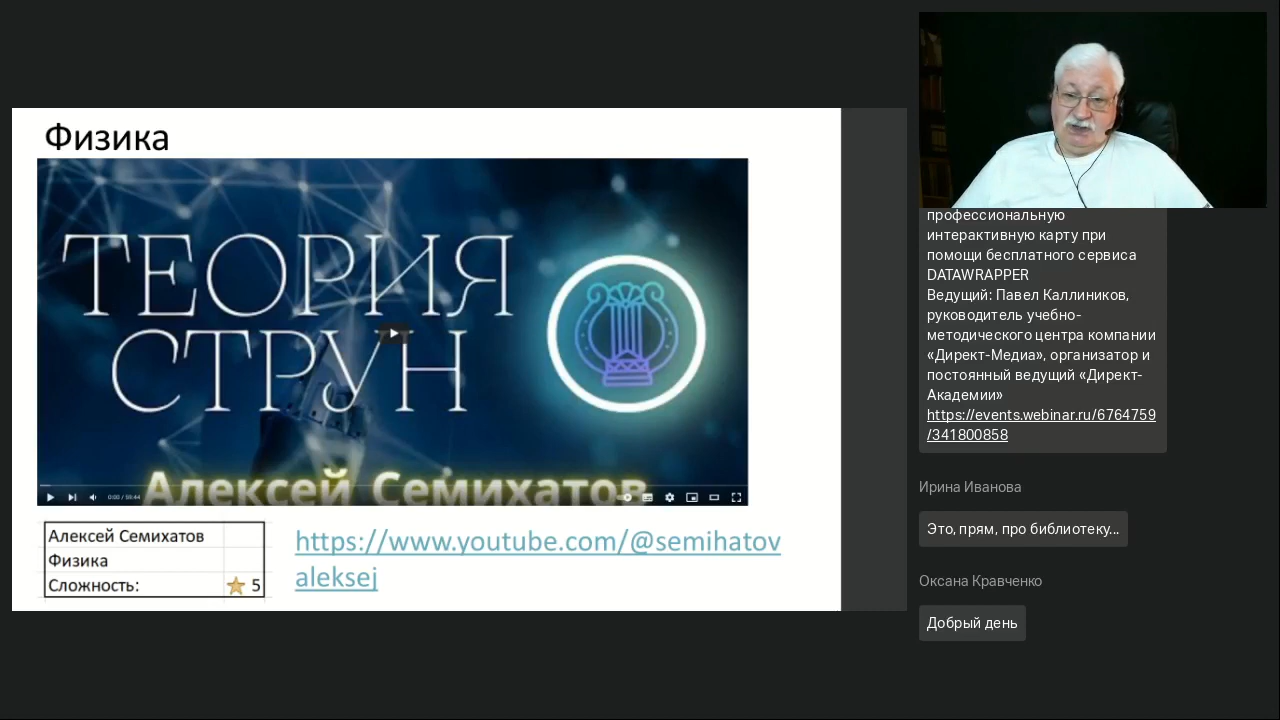 Физика
ТЕОРИЯ
СТРУН
Алексей Семихатов
0:00 / 59:44
Алексей Семихатов
Физика
Сложность:
5
https://www.youtube.com/@semihatov
aleksej
профессиональную
интерактивную карту при
помощи бесплатного сервиса
DATAWRAPPER
Ведущий: Павел Каллиников,
руководитель учебно-
методического центра компании
«Директ-Медиа», организатор и
постоянный ведущий «Директ-
Академии»
https://events.webinar.ru/6764759
/341800858
Ирина Иванова
Это, прям, про библиотеку...
Оксана Кравченко
Добрый день